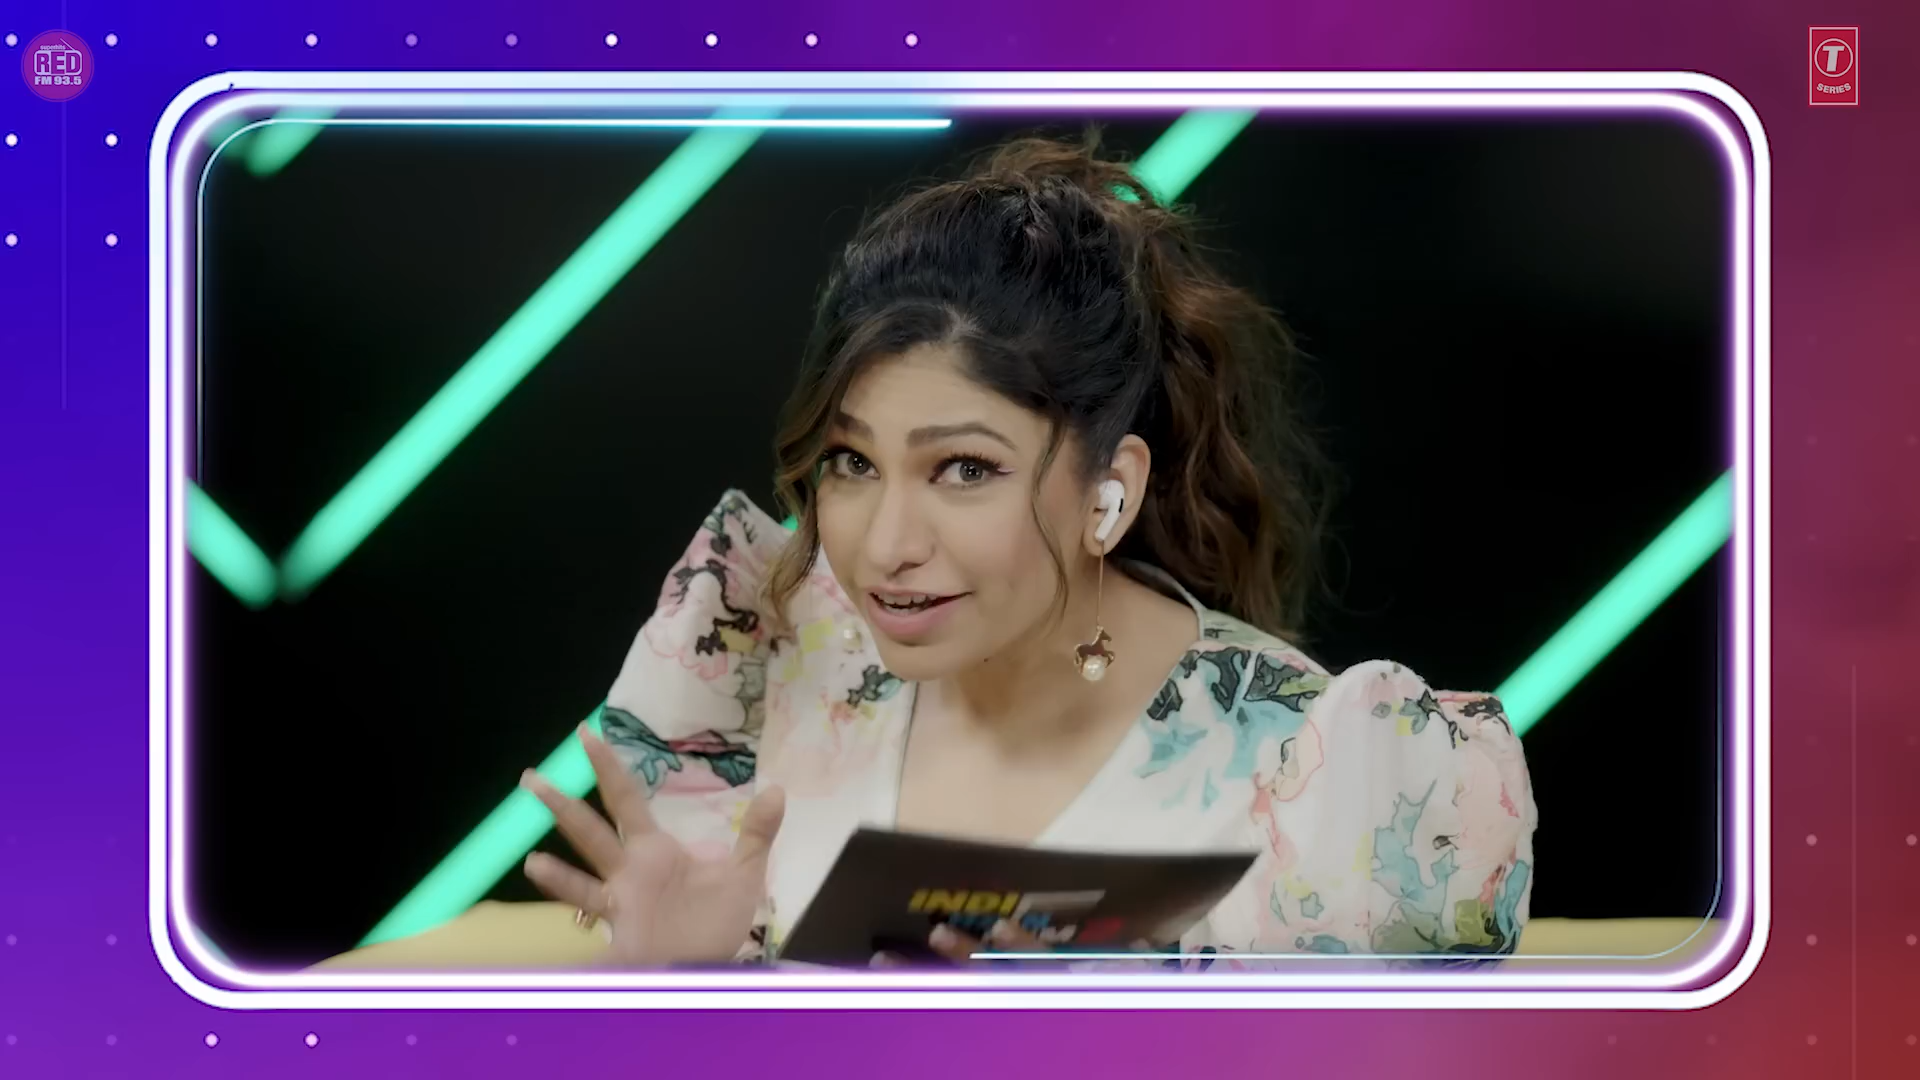 superhits
RED
FM 93.5
T
SERIES
INDI